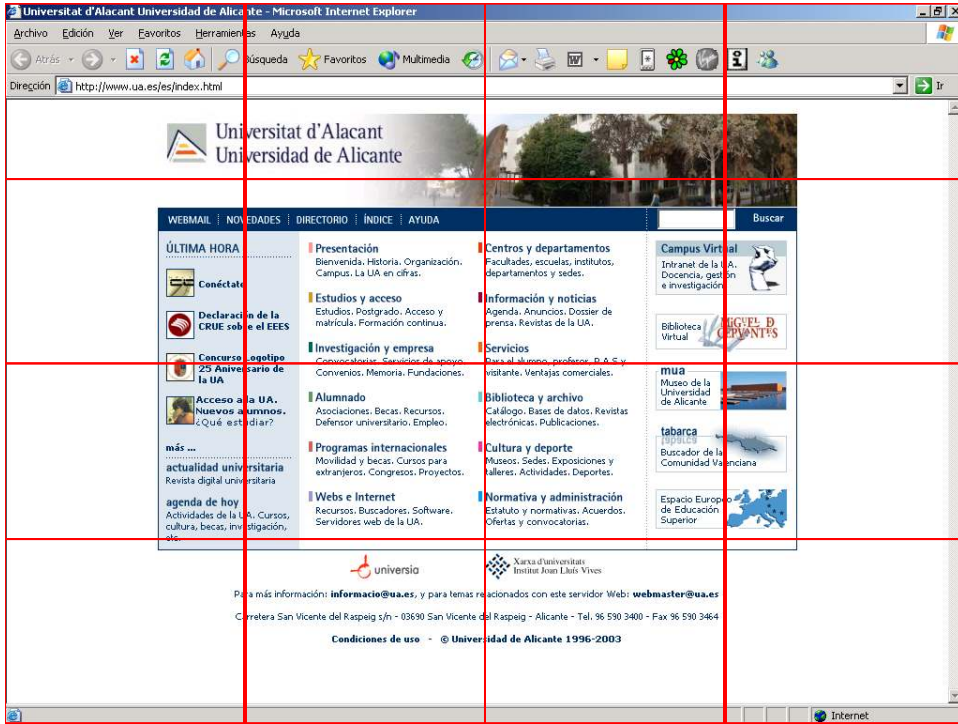 Universitat d'Alacant Universidad de Alicante - Microsoft Internet Explorer
Archivo Edición Ver Favoritos Herramientas Ayuda
Atrás Búsqueda Favoritos Multimedia
Dirección http://www.ua.es/es/index.html Ir
Universitat d'Alacant
Universidad de Alicante
WEBMAIL NOVEDADES DIRECTORIO ÍNDICE AYUDA Buscar
ÚLTIMA HORA
Conéctate
Declaración de la
CRUE sobre el EEES
Concurso Logotipo
25 Aniversario de
la UA
Acceso a la UA.
Nuevos alumnos.
¿Qué estudiar?
más ...
actualidad universitaria
Revista digital universitaria
agenda de hoy
Actividades de la UA. Cursos,
cultura, becas, investigación,
etc.
Presentación
Bienvenida. Historia. Organización.
Campus. La UA en cifras.
Estudios y acceso
Estudios. Postgrado. Acceso y
matrícula. Formación continua.
Investigación y empresa
Convocatorias. Servicios de apoyo.
Convenios. Memoria. Fundaciones.
Alumnado
Asociaciones. Becas. Recursos.
Defensor universitario. Empleo.
Programas internacionales
Movilidad y becas. Cursos para
extranjeros. Congresos. Proyectos.
Webs e Internet
Recursos. Buscadores. Software.
Servidores web de la UA.
Centros y departamentos
Facultades, escuelas, institutos,
departamentos y sedes.
Información y noticias
Agenda. Anuncios. Dossier de
prensa. Revistas de la UA.
Servicios
Para el alumno, profesor, P.A.S y
visitante. Ventajas comerciales.
Biblioteca y archivo
Catálogo. Bases de datos. Revistas
electrónicas. Publicaciones.
Cultura y deporte
Museos. Sedes. Exposiciones y
talleres. Actividades. Deportes.
Normativa y administración
Estatuto y normativas. Acuerdos.
Ofertas y convocatorias.
Campus Virtual
Intranet de la UA.
Docencia, gestión
e investigación
Biblioteca
Virtual
MIGUEL D
CERVANTES
mua
Museo de la
Universidad
de Alicante
tabarca
Buscador de la
Comunidad Valenciana
Espacio Europeo
de Educación
Superior
universia
Xarxa d'universitats
Institut Joan Lluís Vives
Para más información: informacio@ua.es, y para temas relacionados con este servidor Web: webmaster@ua.es
Carretera San Vicente del Raspeig s/n - 03690 San Vicente del Raspeig - Alicante - Tel. 96 590 3400 - Fax 96 590 3464
Condiciones de uso - © Universidad de Alicante 1996-2003
Internet